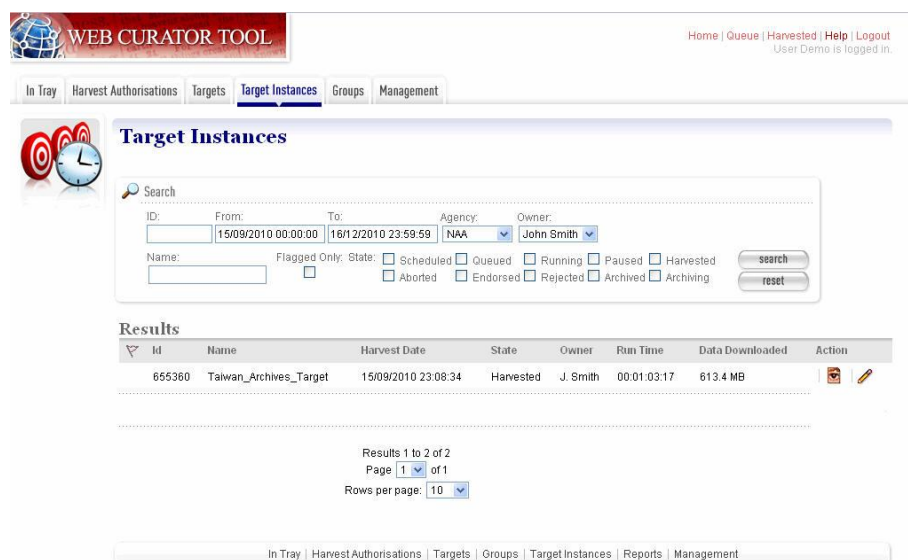 WEB CURATOR TOOL
Home | Queue | Harvested | Help | Logout
User Demo is logged in.
In Tray Harvest Authorisations Targets Target Instances Groups Management
Target Instances
Search
ID: From: To: Agency: Owner:
15/09/2010 00:00:00 16/12/2010 23:59:59 NAA John Smith
Name: Flagged Only: State: Scheduled Queued Running Paused Harvested search
Aborted Endorsed Rejected Archived Archiving reset
Results
Id Name Harvest Date State Owner Run Time Data Downloaded Action
655360 Taiwan_Archives_Target 15/09/2010 23:08:34 Harvested J. Smith 00:01:03:17 613.4 MB
Results 1 to 2 of 2
Page 1 of 1
Rows per page: 10
In Tray | Harvest Authorisations | Targets | Groups | Target Instances | Reports | Management